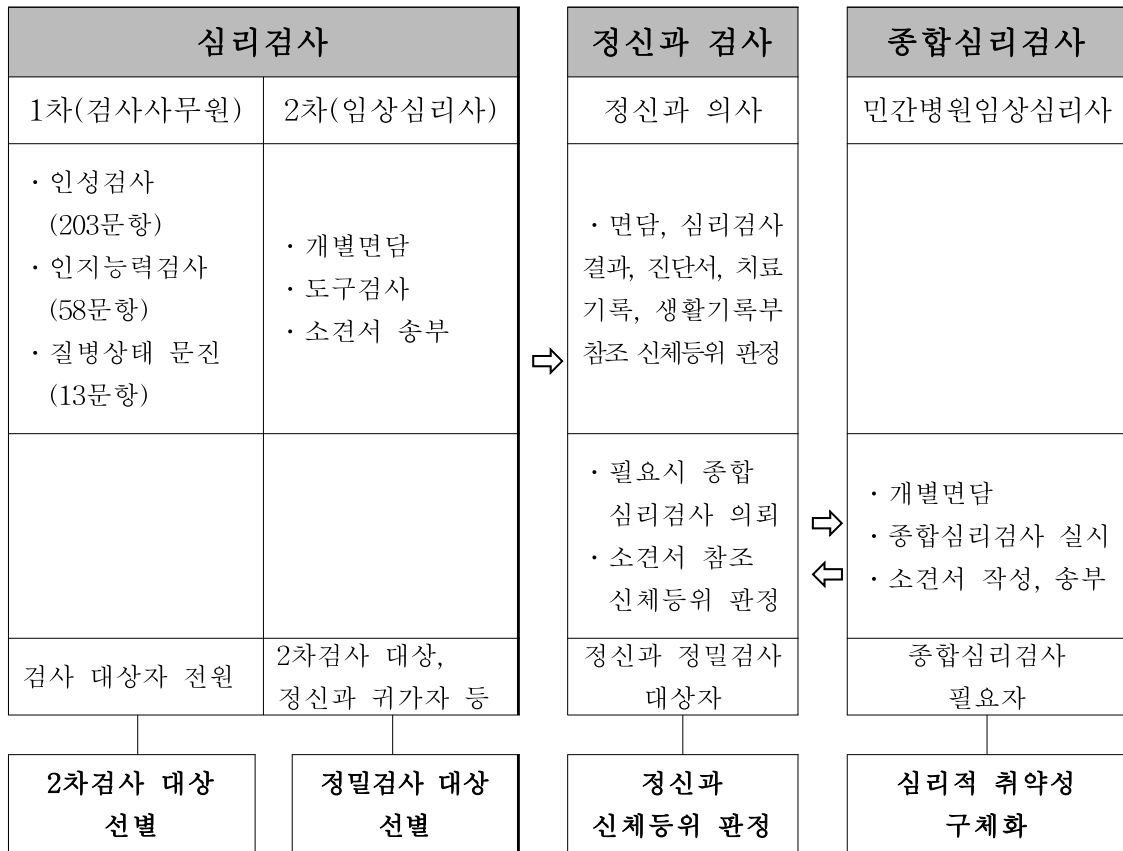 심리검사
정신과 검사
종합심리검사
1차(검사사무원)
2차(임상심리사)
정신과 의사
민간병원임상심리사
· 인성검사
(203문항)
· 인지능력검사
(58문항)
· 질병상태 문진
(13문항)
· 개별면담
· 도구검사
· 소견서 송부
· 면담, 심리검사
결과, 진단서, 치료
기록, 생활기록부
참조 신체등위 판정
· 필요시 종합
심리검사 의뢰
· 소견서 참조
신체등위 판정
· 개별면담
· 종합심리검사 실시
· 소견서 작성, 송부
검사 대상자 전원
2차검사 대상,
정신과 귀가자 등
정신과 정밀검사
대상자
종합심리검사
필요자
2차검사 대상
선별
정밀검사 대상
선별
정신과
신체등위 판정
심리적 취약성
구체화